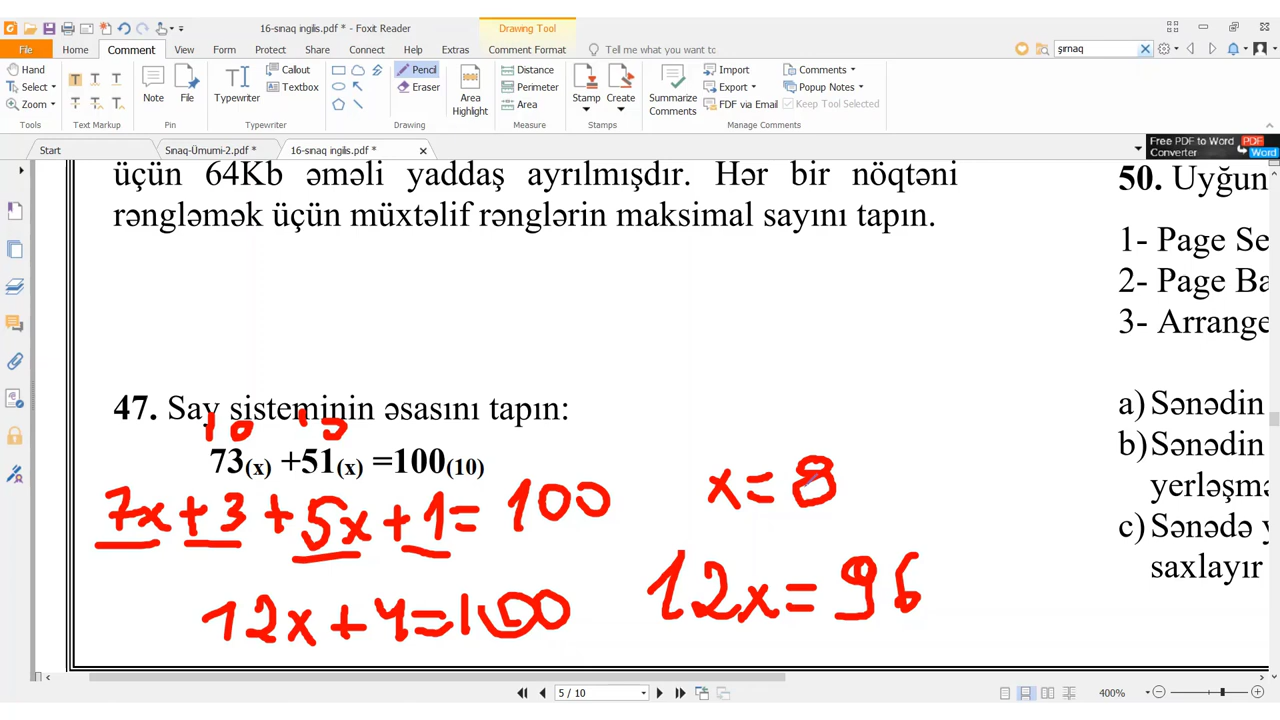 16-sınaq ingilis.pdf * - Foxit Reader
Drawing Tool
File Home Comment View Form Protect Share Connect Help Extras Comment Format Tell me what you want to
şırnaq
Hand
Select
Zoom
Tools
Text Markup
Note
File
Pin
Typewriter
Callout
Textbox
Typewriter
Pencil
Eraser
Drawing
Area Highlight
Distance
Perimeter
Area
Measure
Stamp
Create
Stamps
Summarize Comments
Import
Export
FDF via Email
Comments
Popup Notes
Keep Tool Selected
Manage Comments
Start
Sınaq-Ümumi-2.pdf *
16-sınaq ingilis.pdf *
Free PDF to Word Converter
PDF
Word
üçün 64Kb əməli yaddaş ayrılmışdır. Hər bir nöqtəni
rəngləmək üçün müxtəlif rənglərin maksimal sayını tapın.
47. Say sisteminin əsasını tapın:
1 0 1 0
73(x) +51(x) =100(10)
7x + 3 + 5x + 1 = 100
12x + 4 = 100
x = 8
12x = 96
50. Uyğun
1- Page Se
2- Page Ba
3- Arrange
a) Sənədin
b) Sənədin
yerləşmə
c) Sənədə y
saxlayır
5 / 10
400%